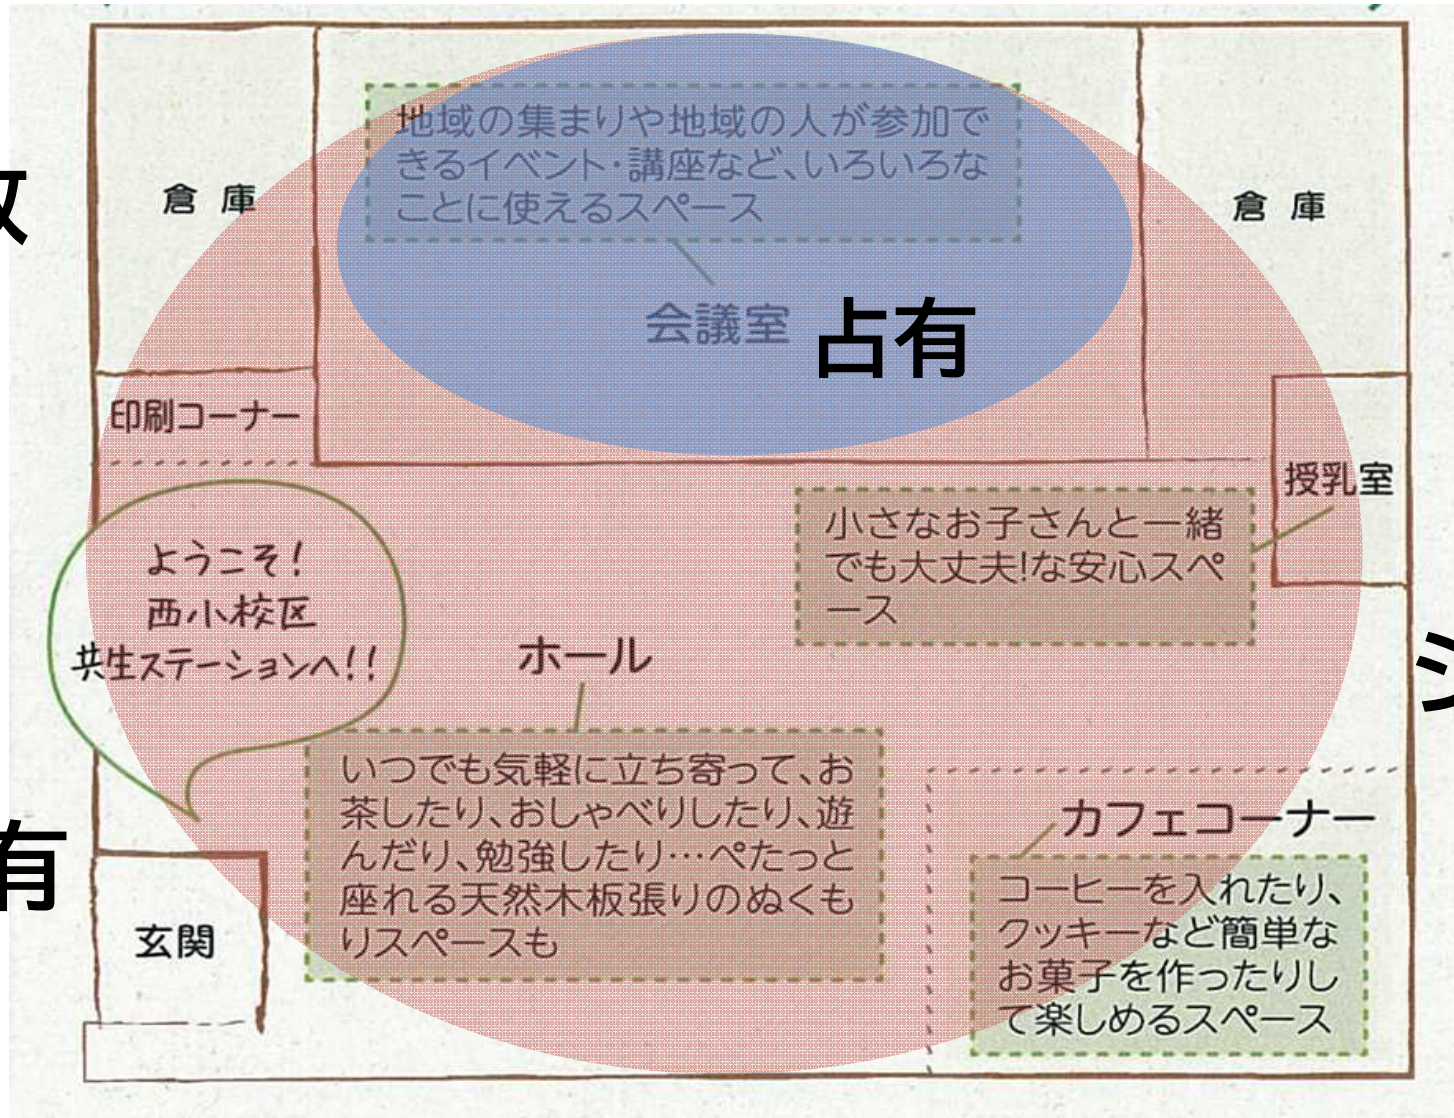 地域の集まりや地域の人が参加で
きるイベント・講座など、いろいろな
ことに使えるスペース
倉庫
倉庫
会議室
占有
印刷コーナー
授乳室
小さなお子さんと一緒
でも大丈夫!な安心スペ
ース
ようこそ!
西小校区
共生ステーションへ!!
ホール
いつでも気軽に立ち寄って、お
茶したり、おしゃべりしたり、遊
んだり、勉強したり…ぺたっと
座れる天然木板張りのぬくも
りスペースも
カフェコーナー
コーヒーを入れたり、
クッキーなど簡単な
お菓子を作ったりし
て楽しめるスペース
有
玄関